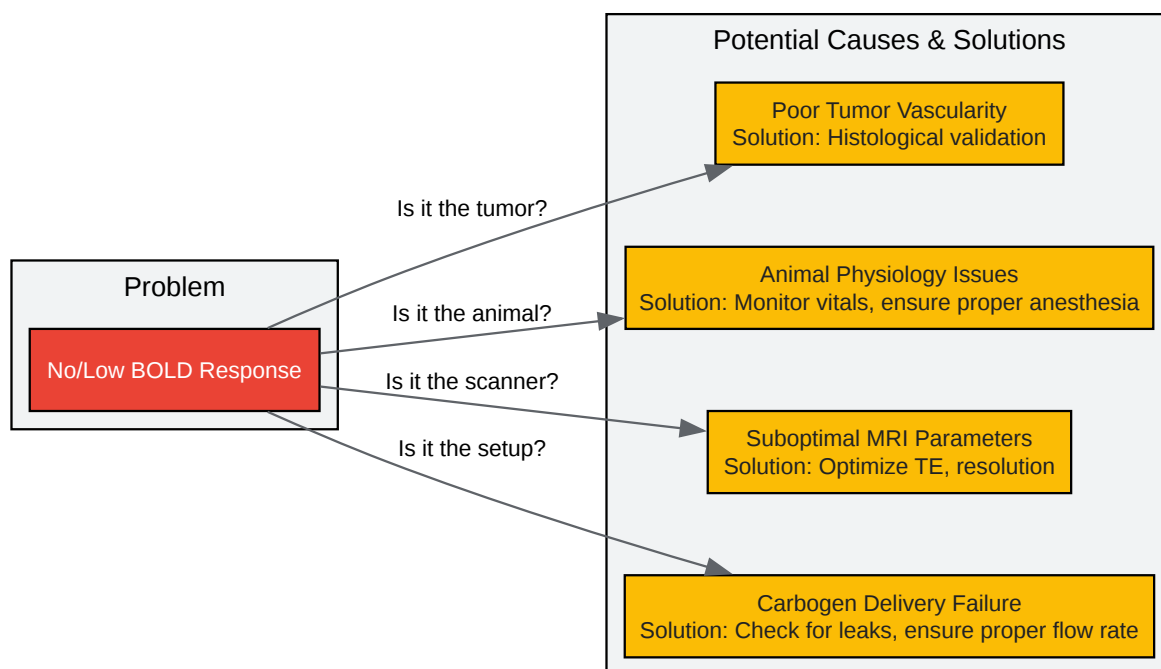 Potential Causes & Solutions
Poor Tumor Vascularity
Solution: Histological validation
Is it the tumor?
Problem
Animal Physiology Issues
Solution: Monitor vitals, ensure proper anesthesia
Is it the animal?
No/Low BOLD Response
Is it the scanner?
Suboptimal MRI Parameters
Solution: Optimize TE, resolution
Is it the setup?
Carbogen Delivery Failure
Solution: Check for leaks, ensure proper flow rate